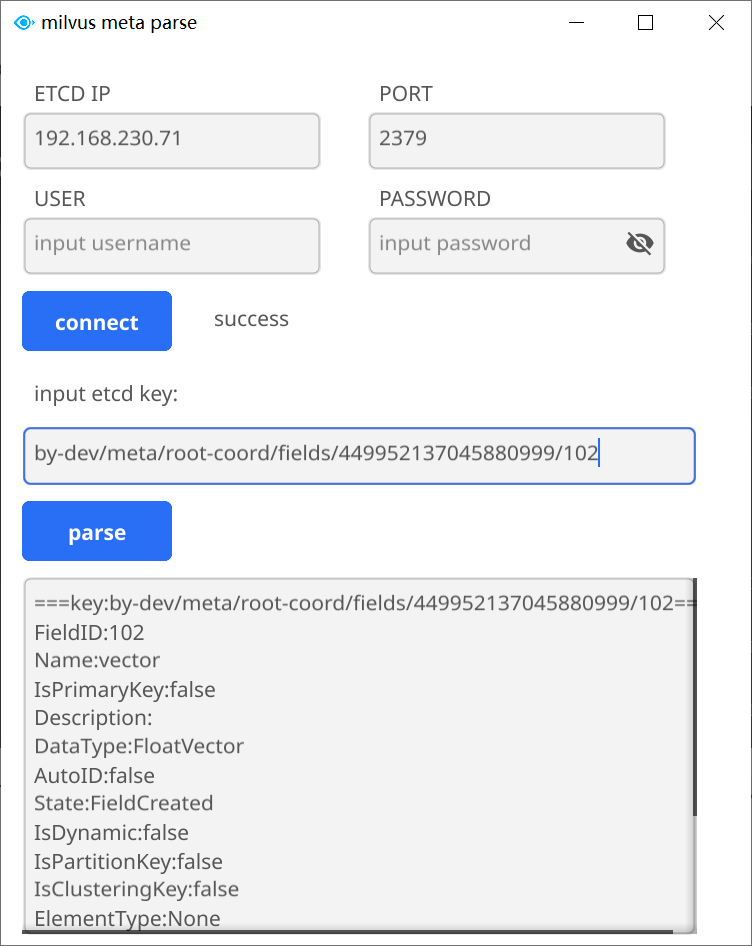 milvus meta parse
ETCD IP
PORT
192.168.230.71
2379
USER
PASSWORD
input username
input password
connect
success
input etcd key:
by-dev/meta/root-coord/fields/449952137045880999/102
parse
===key:by-dev/meta/root-coord/fields/449952137045880999/102==
FieldID:102
Name:vector
IsPrimaryKey:false
Description:
DataType:FloatVector
AutoID:false
State:FieldCreated
IsDynamic:false
IsPartitionKey:false
IsClusteringKey:false
ElementType:None